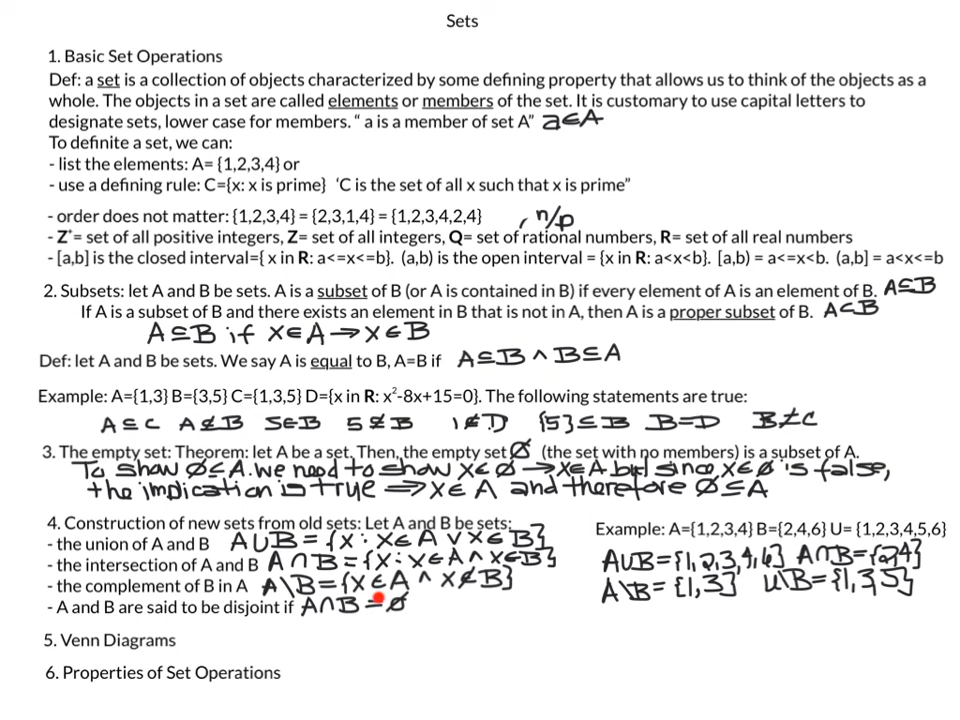 Sets
1. Basic Set Operations
Def: a set is a collection of objects characterized by some defining property that allows us to think of the objects as a
whole. The objects in a set are called elements or members of the set. It is customary to use capital letters to
designate sets, lower case for members. “ a is a member of set A” a∈A
To definite a set, we can:
- list the elements: A= {1,2,3,4} or
- use a defining rule: C={x: x is prime} ‘C is the set of all x such that x is prime”
- order does not matter: {1,2,3,4} = {2,3,1,4} = {1,2,3,4,2,4} , n/p
- Z⁺= set of all positive integers, Z= set of all integers, Q= set of rational numbers, R= set of all real numbers
- [a,b] is the closed interval={ x in R: a<=x<=b}. (a,b) is the open interval = {x in R: a<x<b}. [a,b) = a<=x<b. (a,b] = a<x<=b
2. Subsets: let A and B be sets. A is a subset of B (or A is contained in B) if every element of A is an element of B. A⊆B
If A is a subset of B and there exists an element in B that is not in A, then A is a proper subset of B. A⊂B
A⊆B if x∈A→x∈B
Def: let A and B be sets. We say A is equal to B, A=B if A⊆B ∧ B⊆A
Example: A={1,3} B={3,5} C={1,3,5} D={x in R: x²-8x+15=0}. The following statements are true:
A⊆C A⊄B 5∈B 5⊄B 1∉D {5}⊆B B=D B≠C
3. The empty set: Theorem: let A be a set. Then, the empty set ∅ (the set with no members) is a subset of A.
To show ∅⊆A. we need to show x∈∅→x∈A but since x∈∅ is false,
the implication is true ⇒x∈A and therefore ∅⊆A
4. Construction of new sets from old sets: Let A and B be sets: Example: A={1,2,3,4} B={2,4,6} U= {1,2,3,4,5,6}
- the union of A and B A∪B={x: x∈A ∨ x∈B} A∪B={1,2,3,4,6} A∩B={2,4}
- the intersection of A and B A∩B={x: x∈A ∧ x∈B}
- the complement of B in A A\B={x∈A ∧ x∉B} A\B={1,3} U\B={1,3,5}
- A and B are said to be disjoint if A∩B=∅
5. Venn Diagrams
6. Properties of Set Operations